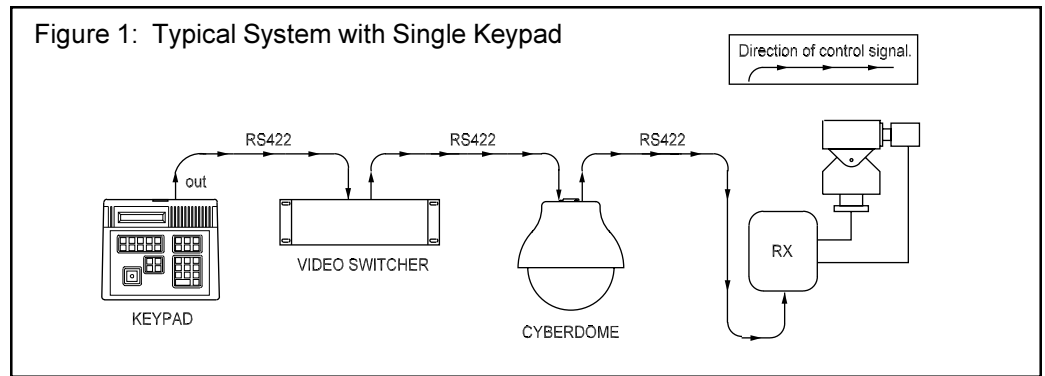 Figure 1: Typical System with Single Keypad
Direction of control signal.
RS422
RS422
RS422
out
VIDEO SWITCHER
RX
KEYPAD
CYBERDOME